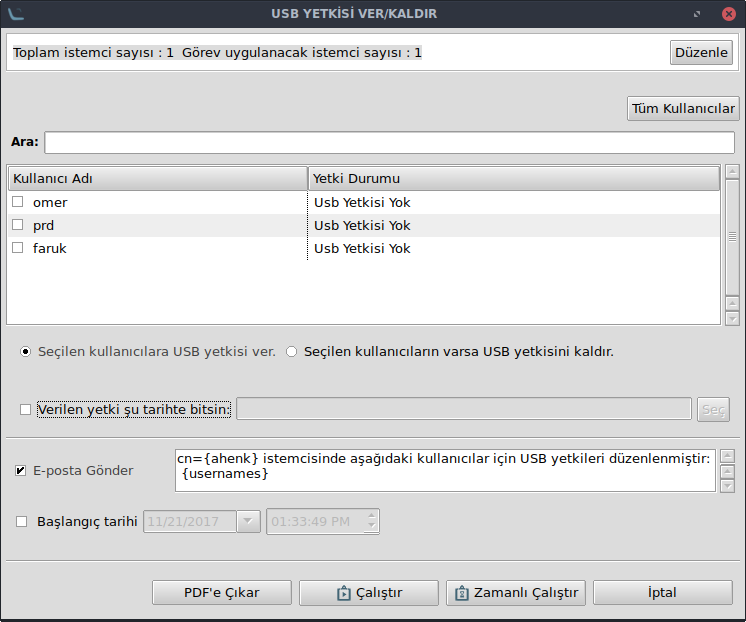 USB YETKİSİ VER/KALDIR
Toplam istemci sayısı : 1  Görev uygulanacak istemci sayısı : 1
Düzenle
Tüm Kullanıcılar
Ara:
Kullanıcı Adı Yetki Durumu
omer Usb Yetkisi Yok
prd Usb Yetkisi Yok
faruk Usb Yetkisi Yok
Seçilen kullanıcılara USB yetkisi ver. Seçilen kullanıcıların varsa USB yetkisini kaldır.
Verilen yetki şu tarihte bitsin: Seç
E-posta Gönder
cn={ahenk} istemcisinde aşağıdaki kullanıcılar için USB yetkileri düzenlenmiştir:
{usernames}
Başlangıç tarihi 11/21/2017 01:33:49 PM
PDF'e Çıkar Çalıştır Zamanlı Çalıştır İptal